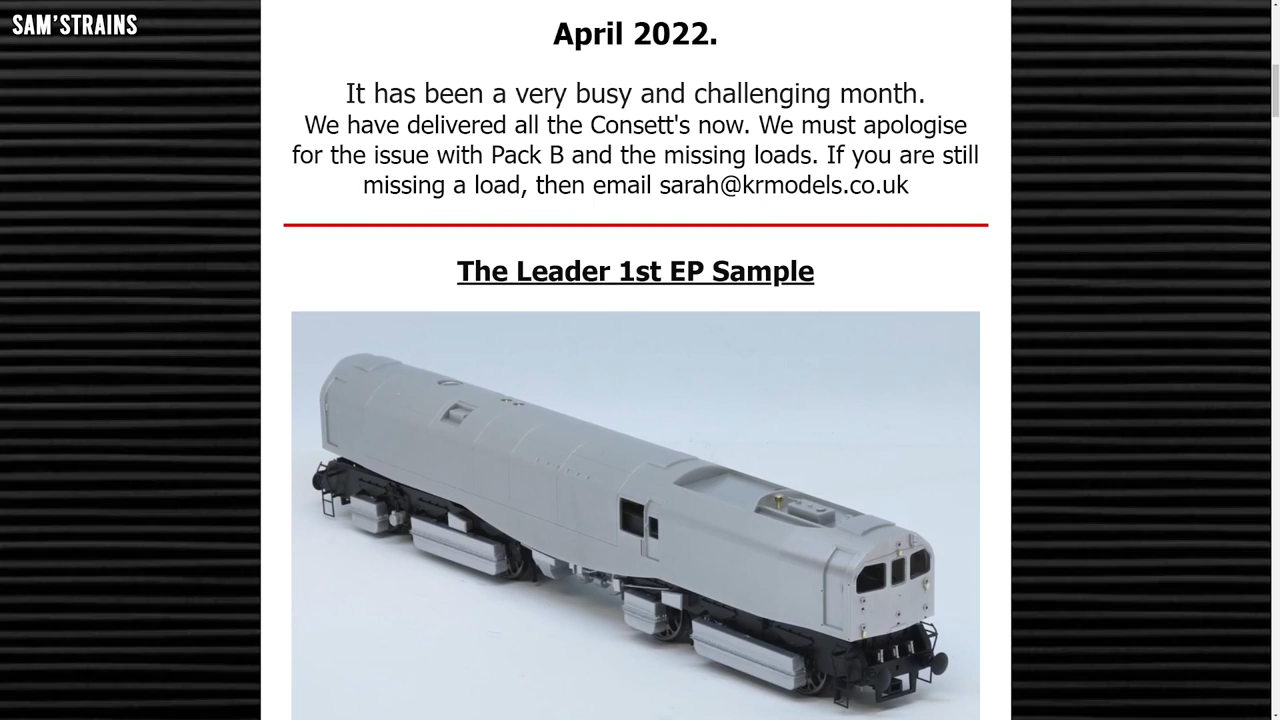 SAM'STRAINS
April 2022.
It has been a very busy and challenging month.
We have delivered all the Consett's now. We must apologise
for the issue with Pack B and the missing loads. If you are still
missing a load, then email sarah@krmodels.co.uk
The Leader 1st EP Sample